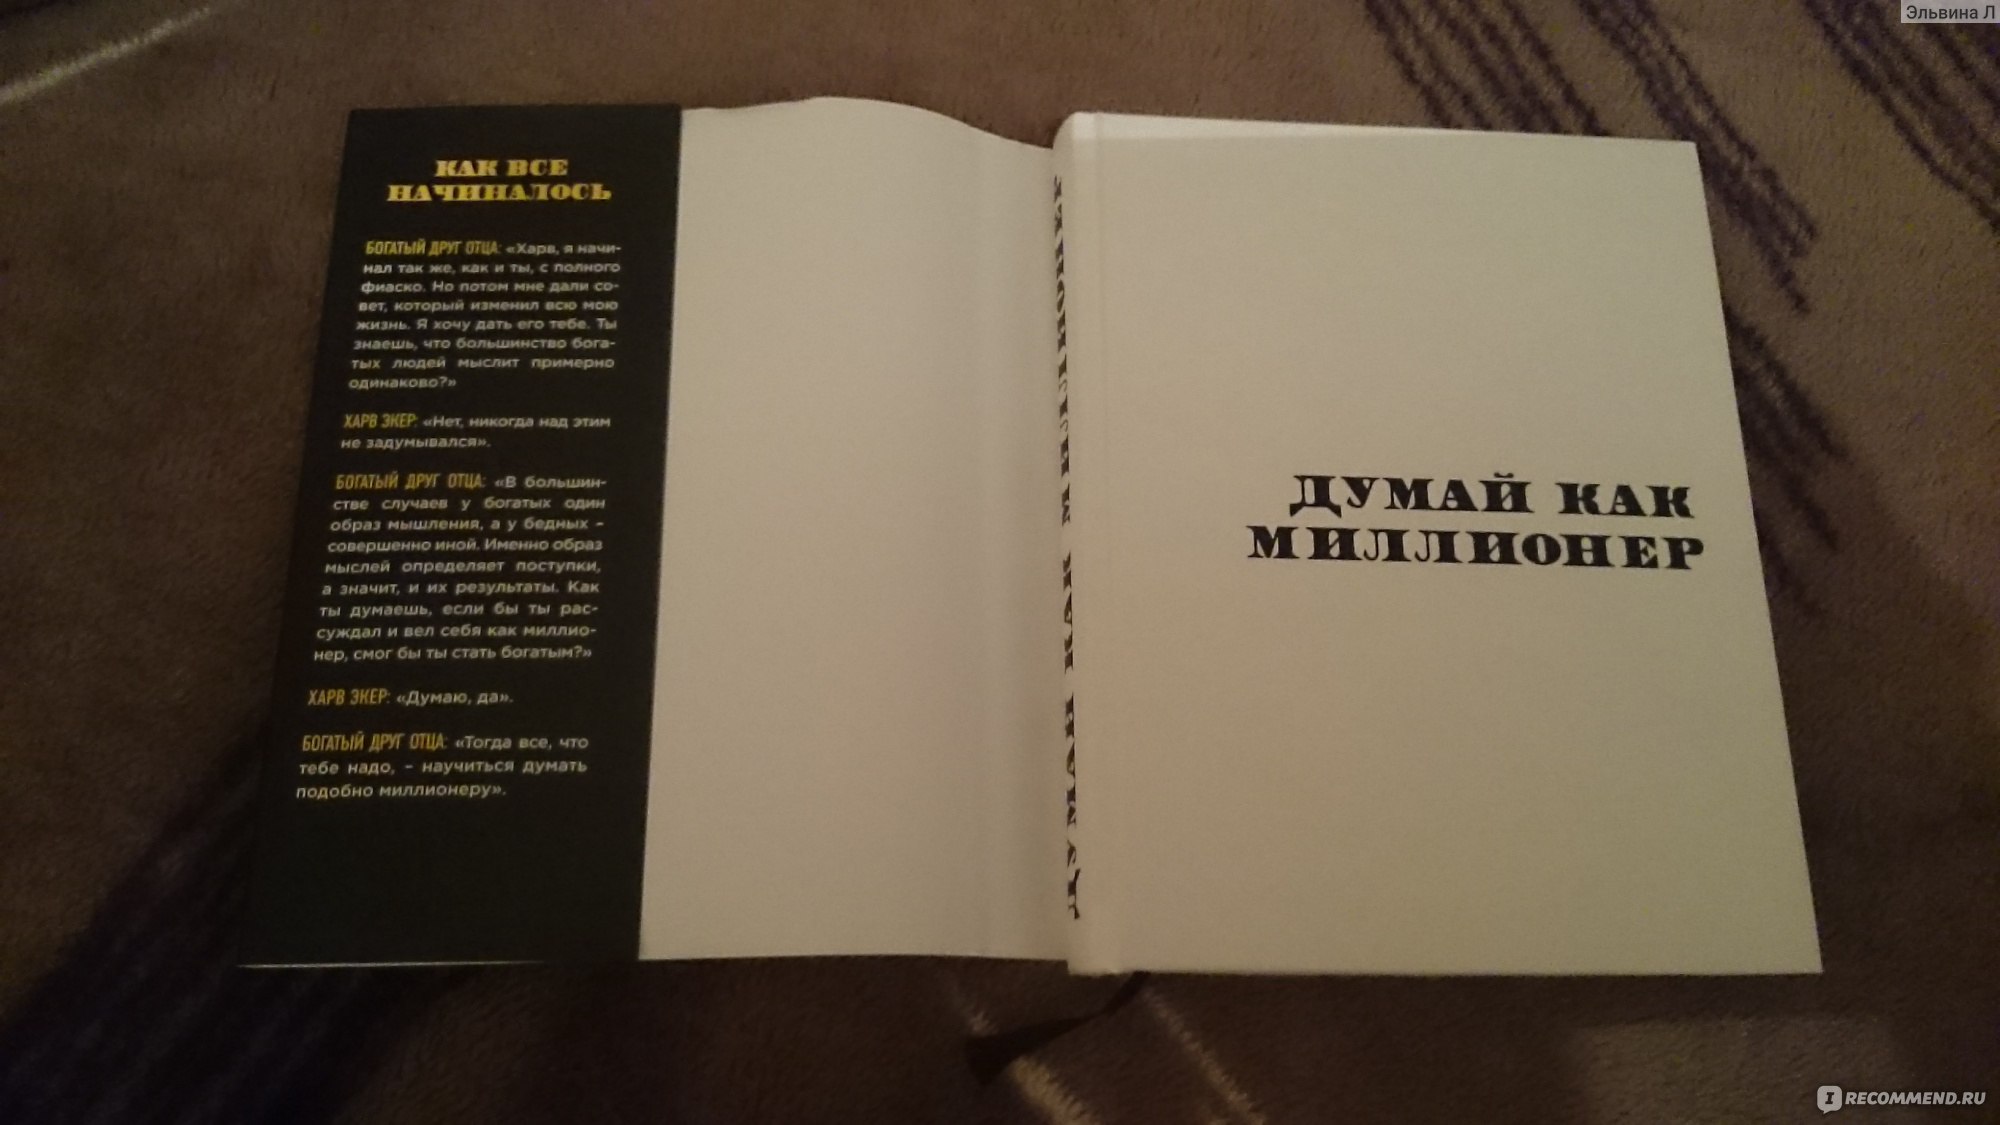 Эльвина Л
КАК ВСЕ
НАЧИНАЛОСЬ
БОГАТЫЙ ДРУГ ОТЦА: «Харв, я начи-
нал так же, как и ты, с полного
фиаско. Но потом мне дали со-
вет, который изменил всю мою
жизнь. Я хочу дать его тебе. Ты
знаешь, что большинство бога-
тых людей мыслит примерно
одинаково?»
ХАРВ ЭКЕР: «Нет, никогда над этим
не задумывался».
БОГАТЫЙ ДРУГ ОТЦА: «В большин-
стве случаев у богатых один
образ мышления, а у бедных –
совершенно иной. Именно образ
мыслей определяет поступки,
а значит, и их результаты. Как
ты думаешь, если бы ты рас-
суждал и вел себя как миллио-
нер, смог бы ты стать богатым?»
ХАРВ ЭКЕР: «Думаю, да».
БОГАТЫЙ ДРУГ ОТЦА: «Тогда все, что
тебе надо, – научиться думать
подобно миллионеру».
ДУМАЙ КАК МИЛЛИОНЕР
ДУМАЙ КАК
МИЛЛИОНЕР
IRECOMMEND.RU